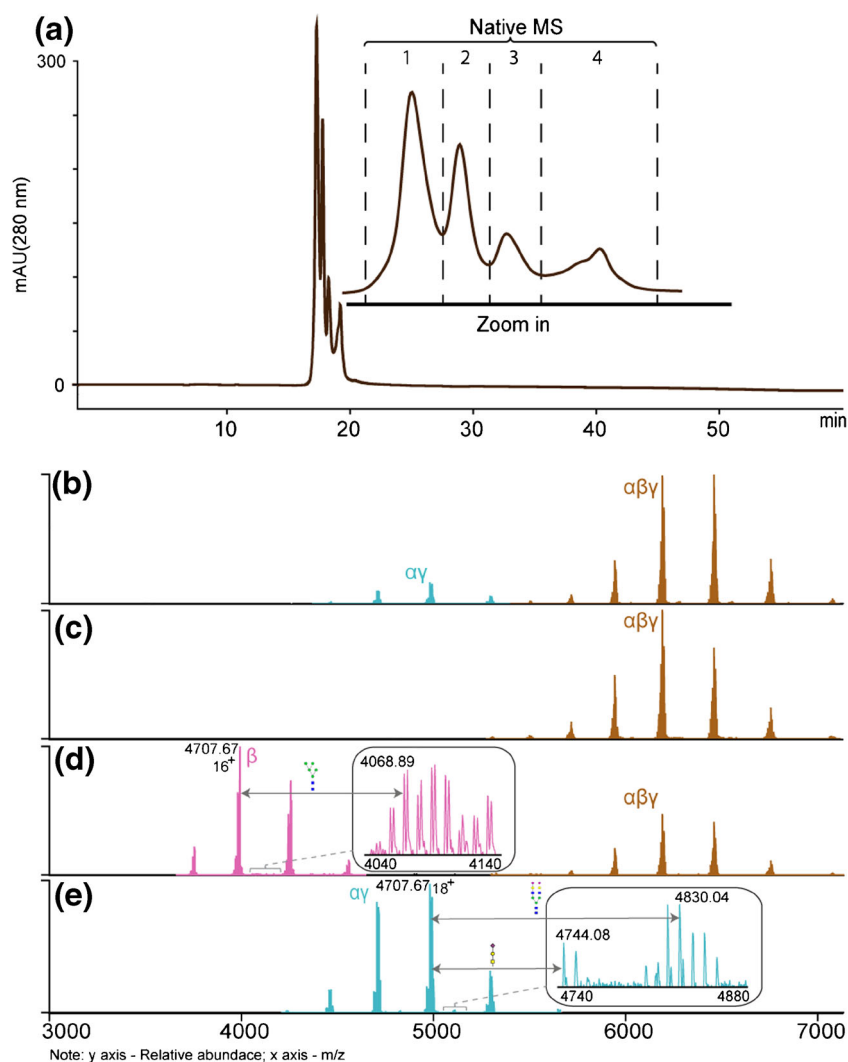 (a)
Native MS
1 2 3 4
300
mAU(280 nm)
0
Zoom in
10 20 30 40 50 min
(b)
αγ
αβγ
(c)
αβγ
(d)
4707.67
16+
β
4068.89
4040 4140
αβγ
(e)
αγ
4707.67 18+
4830.04
4744.08
4740 4880
3000 4000 5000 6000 7000
Note: y axis - Relative abundace; x axis - m/z